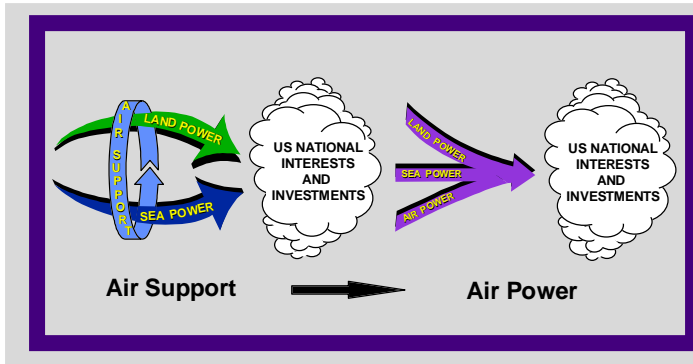 AIR SUPPORT
LAND POWER
SEA POWER
US NATIONAL
INTERESTS
AND
INVESTMENTS
LAND POWER
SEA POWER
AIR POWER
US NATIONAL
INTERESTS
AND
INVESTMENTS
Air Support
Air Power